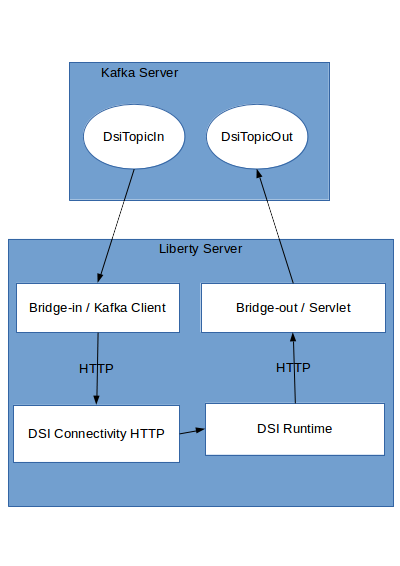 Kafka Server
DsiTopicIn
DsiTopicOut
Liberty Server
Bridge-in / Kafka Client
Bridge-out / Servlet
HTTP
HTTP
DSI Connectivity HTTP
DSI Runtime